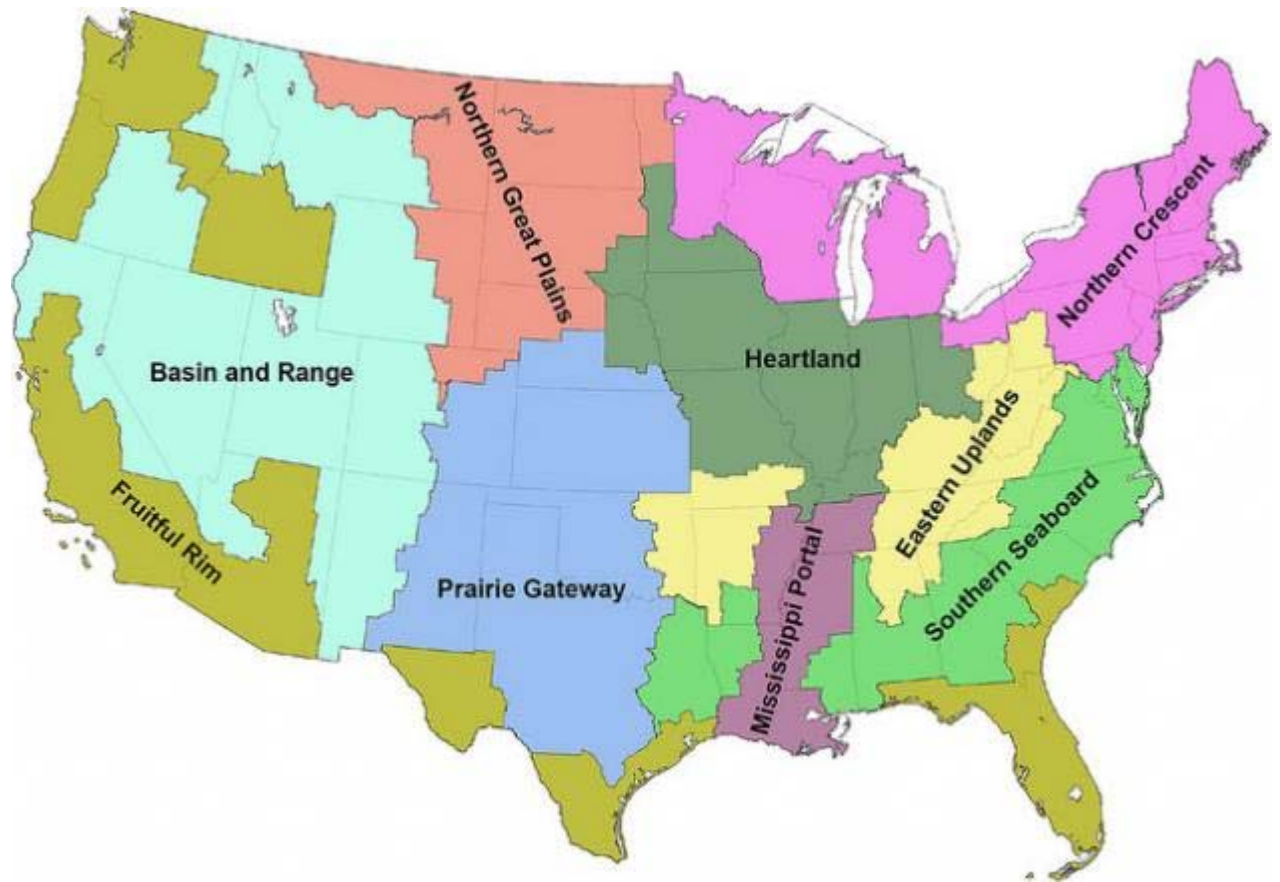 Northern Great Plains
Northern Crescent
Basin and Range
Heartland
Eastern Uplands
Fruitful Rim
Prairie Gateway
Mississippi Portal
Southern Seaboard